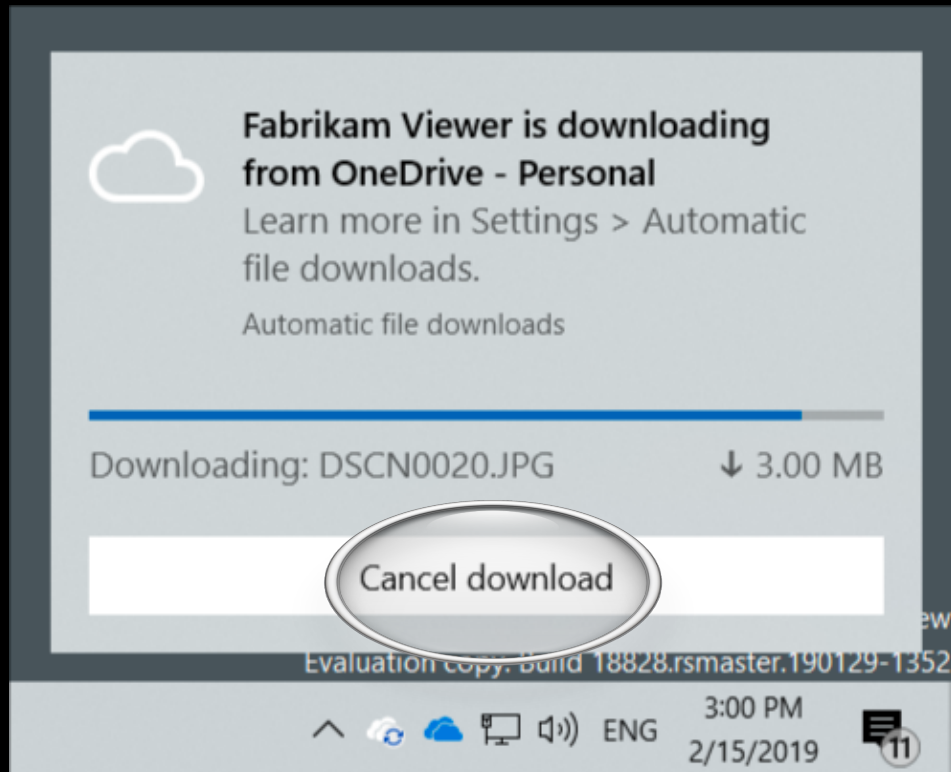 Fabrikam Viewer is downloading
from OneDrive - Personal
Learn more in Settings > Automatic
file downloads.
Automatic file downloads
Downloading: DSCN0020.JPG ↓ 3.00 MB
Cancel download
Evaluation copy. Build 18828.rsmaster.190129-1352
ENG
3:00 PM
2/15/2019
11